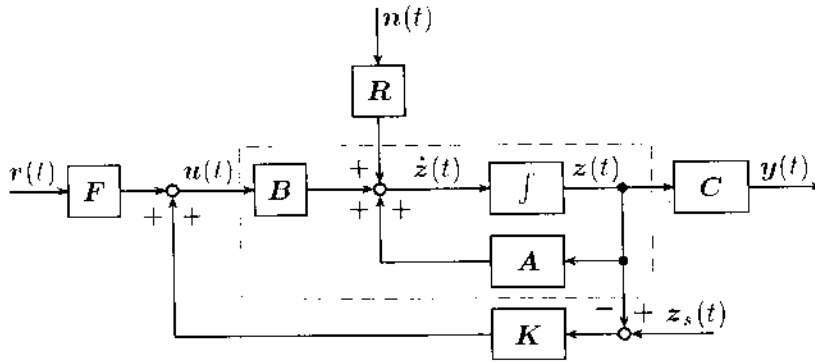 n(t)
R
r(t)
F
u(t)
B
ż(t)
∫
z(t)
C
y(t)
+
+
+
+
+
A
−
+
z_s(t)
K